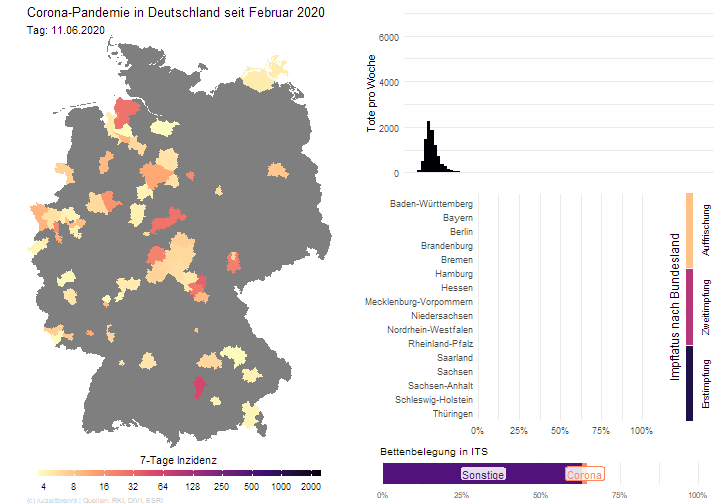 Corona-Pandemie in Deutschland seit Februar 2020
Tag: 11.06.2020
7-Tage Inzidenz
4 8 16 32 64 128 250 500 1000 2000
(c) /u/zeitbrennt | Quellen: RKI, DIVI, ESRI
Tote pro Woche
6000
4000
2000
0
Baden-Württemberg
Bayern
Berlin
Brandenburg
Bremen
Hamburg
Hessen
Mecklenburg-Vorpommern
Niedersachsen
Nordrhein-Westfalen
Rheinland-Pfalz
Saarland
Sachsen
Sachsen-Anhalt
Schleswig-Holstein
Thüringen
0% 25% 50% 75% 100%
Impfstatus nach Bundesland
Auffrischung
Zweitimpfung
Erstimpfung
Bettenbelegung in ITS
Sonstige
Corona
0% 25% 50% 75% 100%